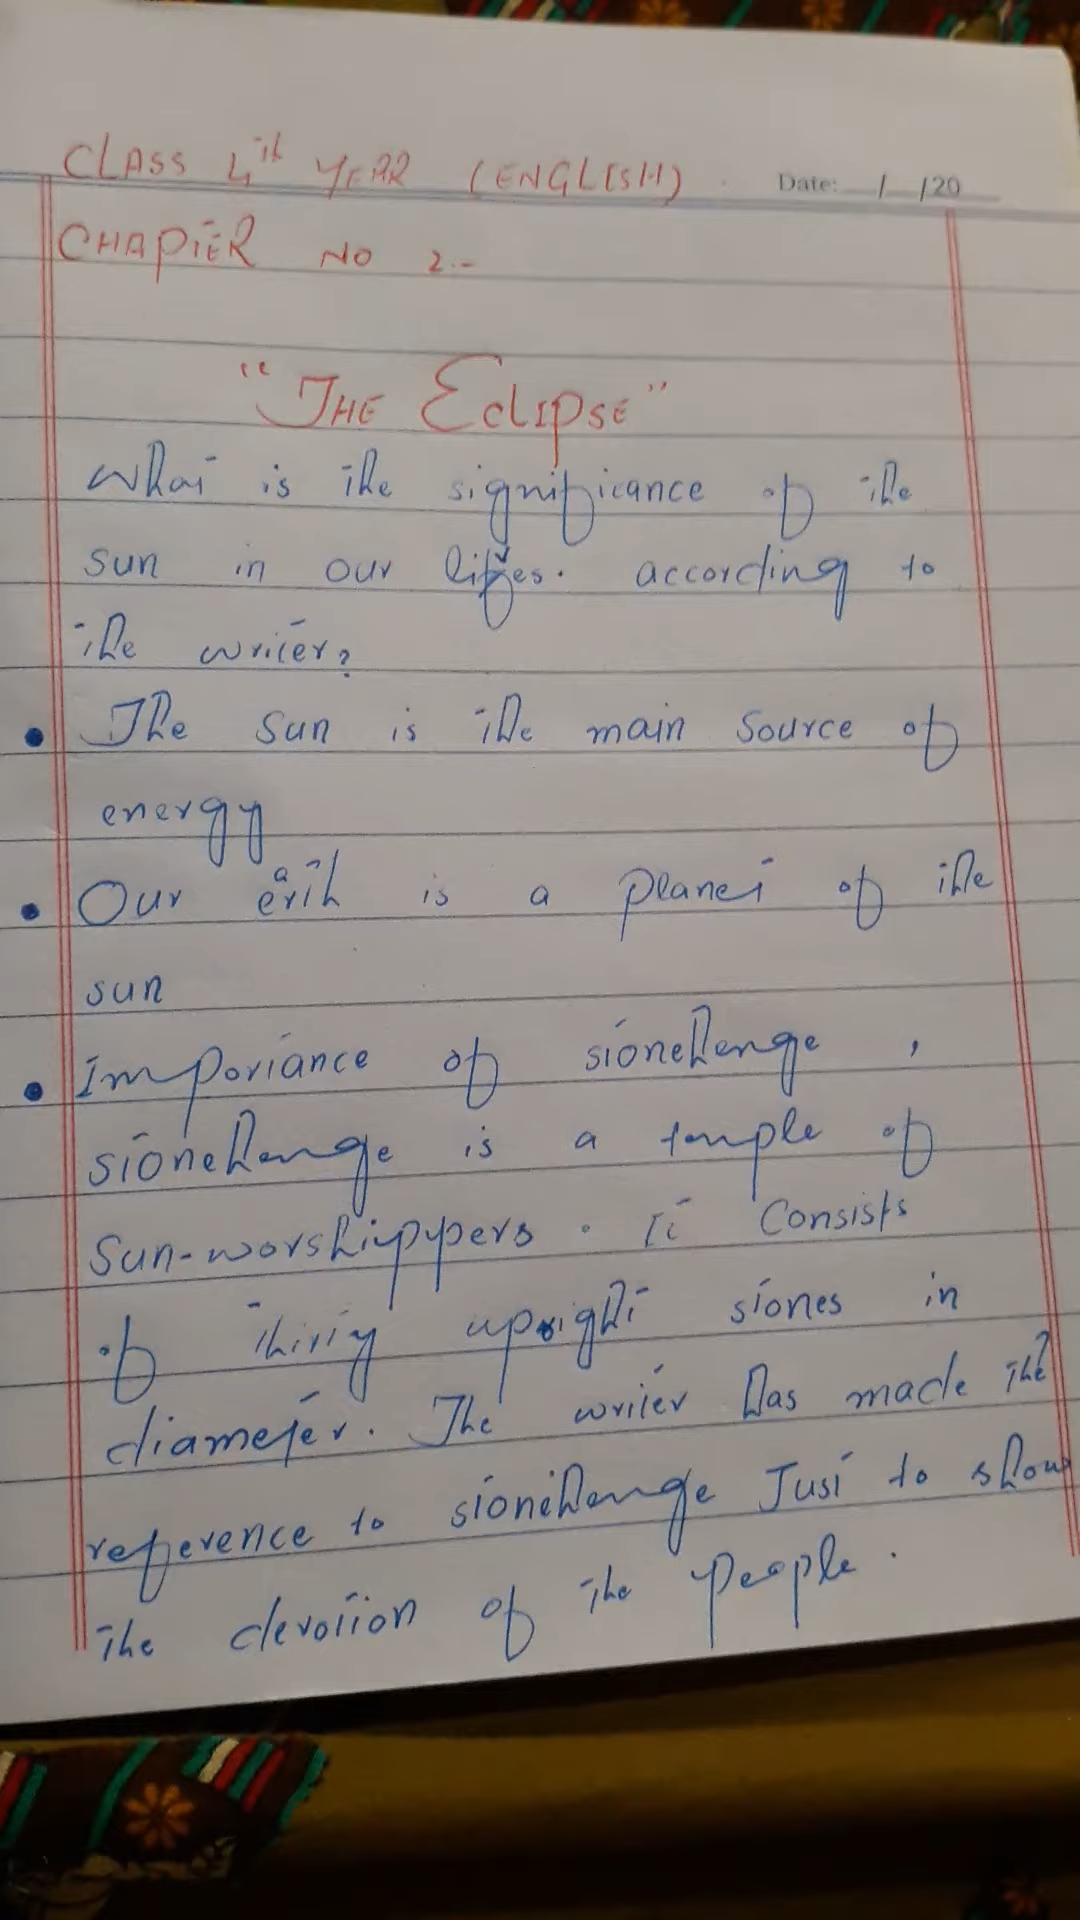 CLASS 4th YEAR (ENGLISH)
Date: / /20
CHAPTER NO 2.-
"THE EClIPSE"
What is the significance of the
sun in our lives. according to
the writer?
• The Sun is the main Source of
energy
• Our earth is a planet of the
sun
• Importance of stonehenge ,
stonehenge is a temple of
Sun-worshippers. It Consists
of thirty upright stones in
diameter. The writer has made the
reference to stonehenge Just to show
The devotion of the people.